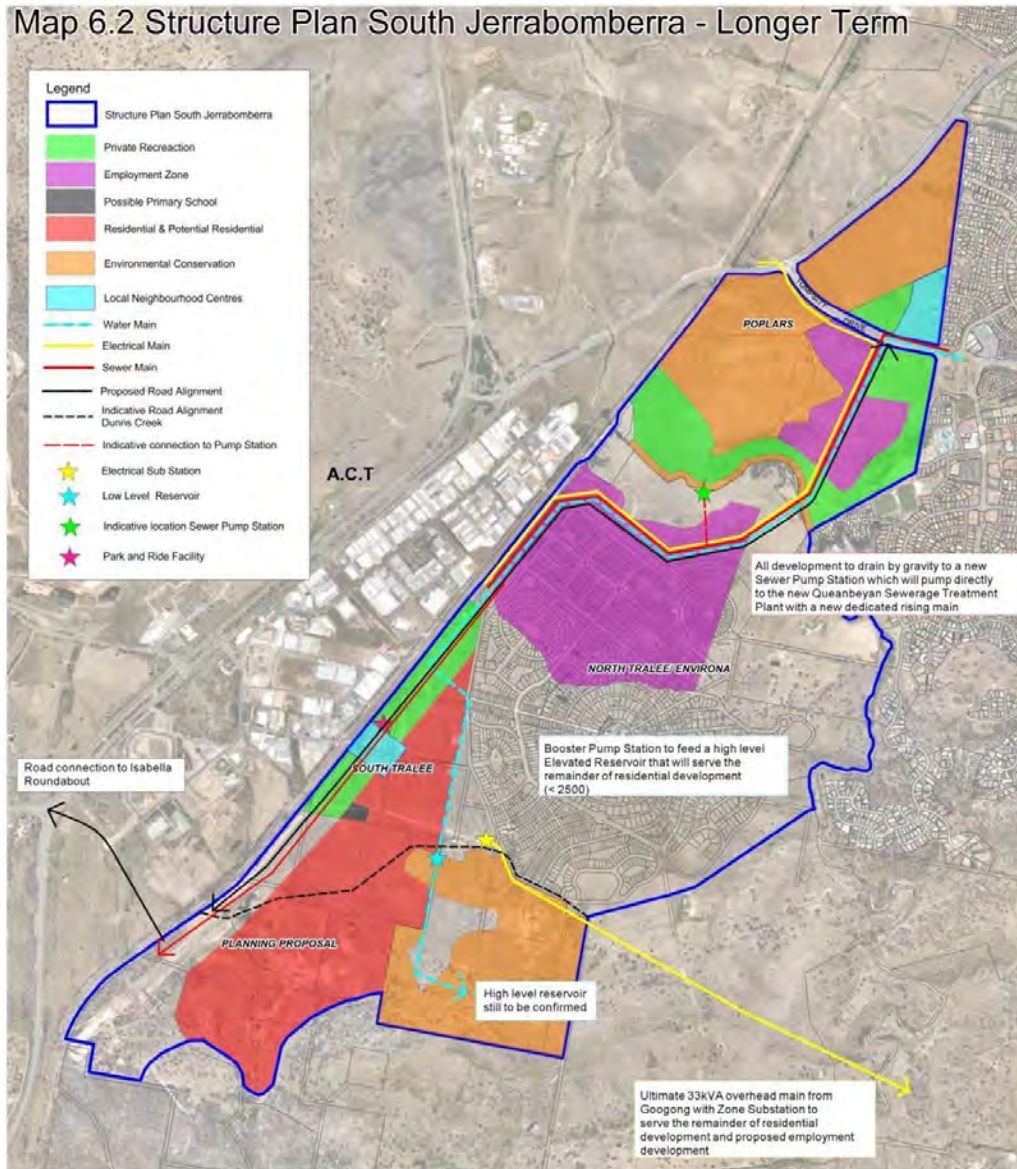 Map 6.2 Structure Plan South Jerrabomberra - Longer Term
Legend
Structure Plan South Jerrabomberra
Private Recreaction
Employment Zone
Possible Primary School
Residential & Potential Residential
Environmental Conservation
Local Neighbourhood Centres
Water Main
Electrical Main
Sewer Main
Proposed Road Alignment
Indicative Road Alignment
Dunns Creek
Indicative connection to Pump Station
Electrical Sub Station
Low Level Reservoir
Indicative location Sewer Pump Station
Park and Ride Facility
POPLARS
DRIVE
A.C.T
All development to drain by gravity to a new
Sewer Pump Station which will pump directly
to the new Queanbeyan Sewerage Treatment
Plant with a new dedicated rising main
NORTH TRALEE/ ENVIRONA
Booster Pump Station to feed a high level
Elevated Reservoir that will serve the
remainder of residential development
(< 2500)
Road connection to Isabella
Roundabout
SOUTH TRALEE
PLANNING PROPOSAL
High level reservoir
still to be confirmed
Ultimate 33kVA overhead main from
Googong with Zone Substation to
serve the remainder of residential
development and proposed employment
development